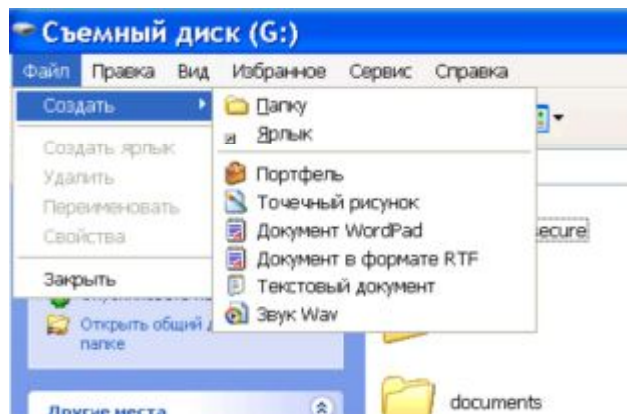 Съемный диск (G:)
Файл Правка Вид Избранное Сервис Справка
Создать
Папку
Ярлык
Создать ярлык
Удалить
Переименовать
Свойства
Закрыть
Портфель
Точечный рисунок
Документ WordPad
Документ в формате RTF
Текстовый документ
Звук Wav
ecure
Открыть общий д
папке
documents
Другие места